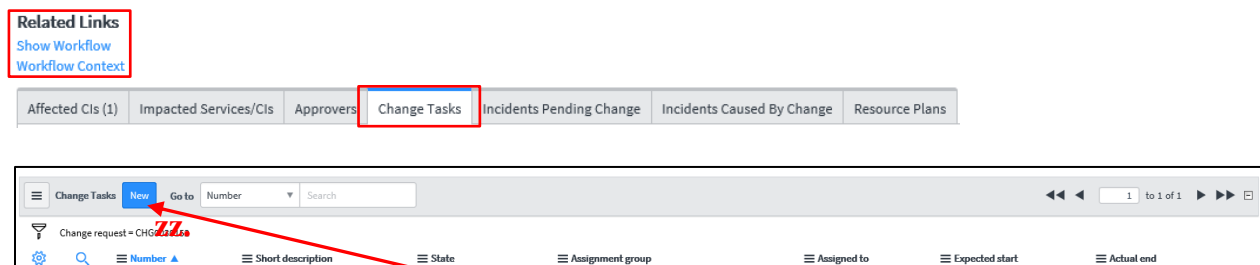 Related Links
Show Workflow
Workflow Context
Affected CIs (1) Impacted Services/CIs Approvers Change Tasks Incidents Pending Change Incidents Caused By Change Resource Plans
Change Tasks New Go to Number Search 1 to 1 of 1
Change request = zz.
Number Short description State Assignment group Assigned to Expected start Actual end